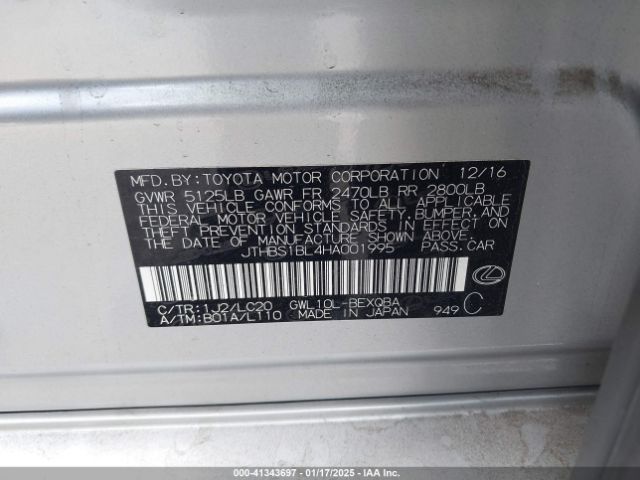 MFD.BY:TOYOTA MOTOR CORPORATION 12/16
GVWR 5125LB GAWR FR 2470LB RR 2800LB
THIS VEHICLE CONFORMS TO ALL APPLICABLE
FEDERAL MOTOR VEHICLE SAFETY, BUMPER, AND
THEFT PREVENTION STANDARDS IN EFFECT ON
THE DATE OF MANUFACTURE SHOWN ABOVE.
JTHBS1BL4HA001995 PASS.CAR
C/TR:1J2/LC20 GWL10L-BEXQBA
A/TM:B01A/L110 MADE IN JAPAN 949 C
000-41343697 - 01/17/2025 - IAAI.COM